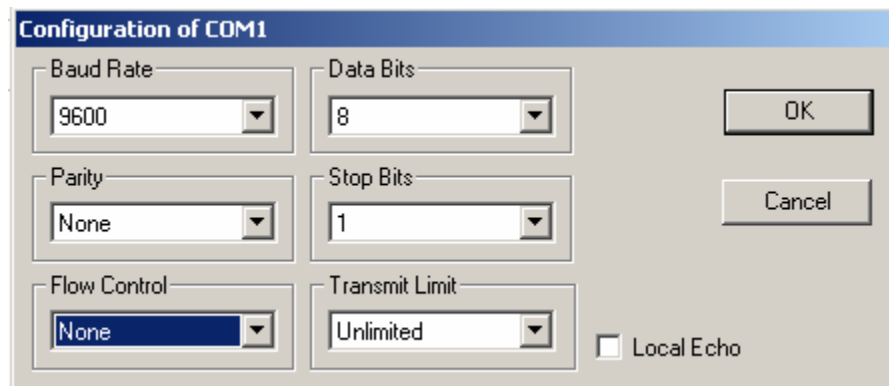 Configuration of COM1
Baud Rate
Data Bits
9600
8
OK
Parity
Stop Bits
None
1
Cancel
Flow Control
Transmit Limit
None
Unlimited
Local Echo